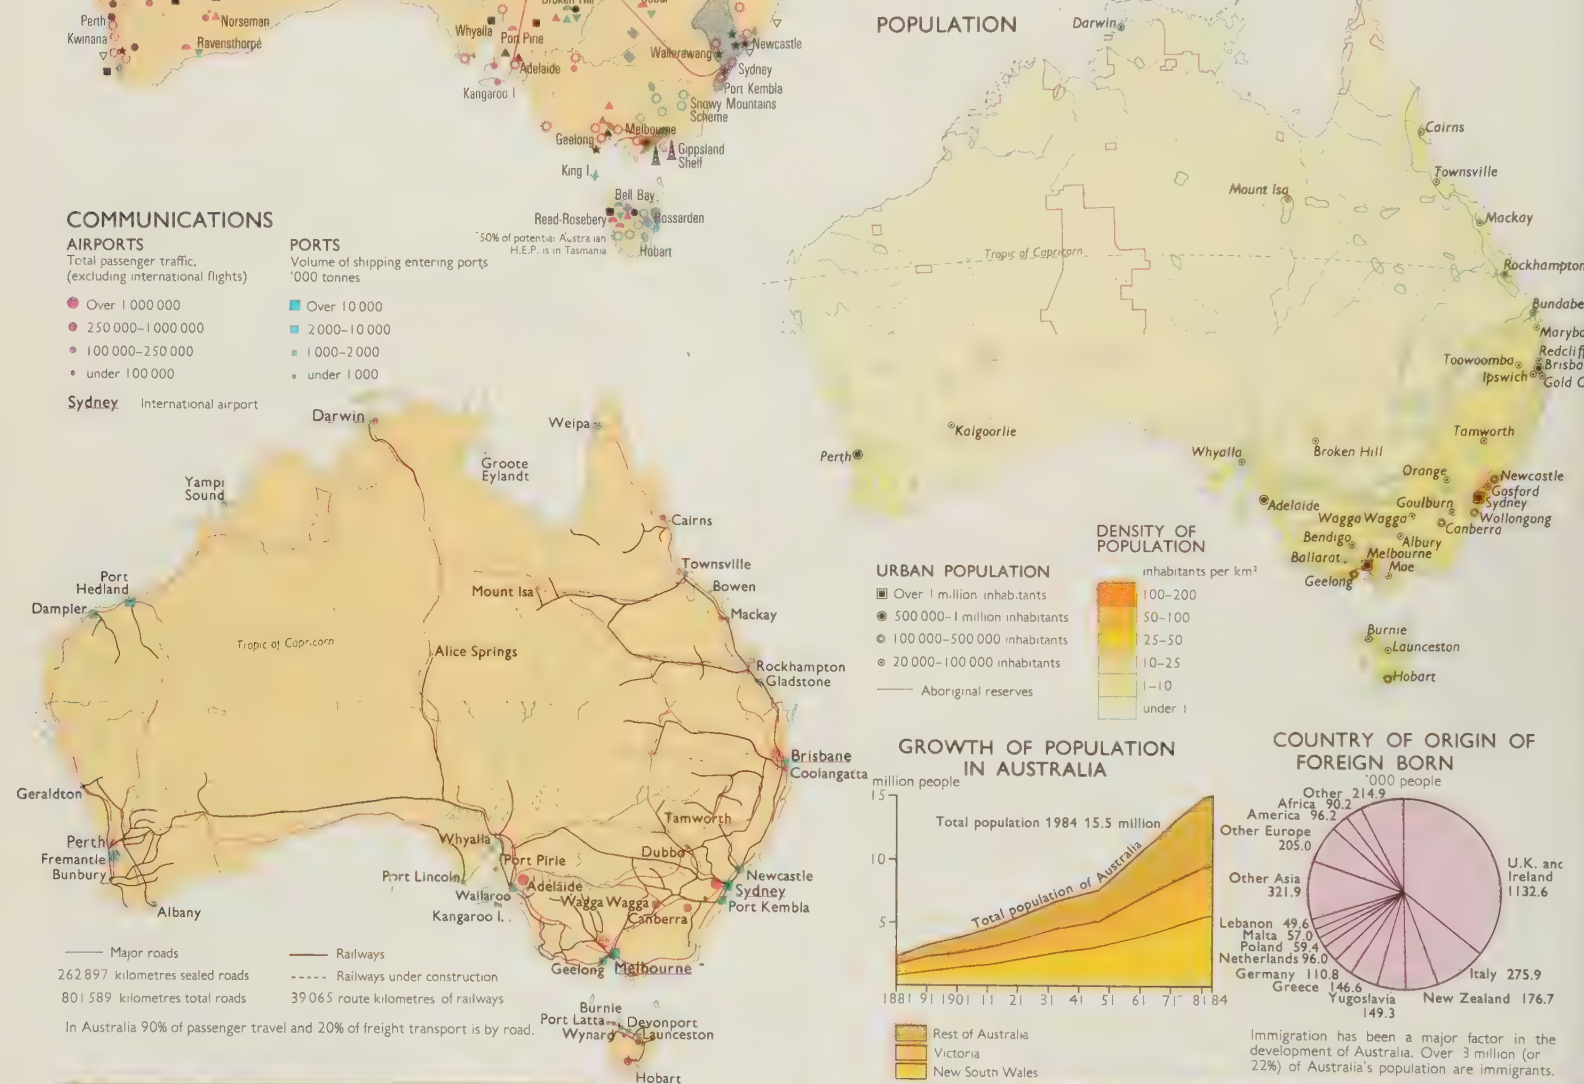 Perth
Kwinana
Norseman
Ravensthorpe
Whyalla
Port Pirie
Adelaide
Kangaroo I
Wallerawang
Newcastle
Sydney
Port Kembla
Snowy Mountains
Scheme
Geelong
Melbourne
Gippsland
Shelf
King I.
Bell Bay
Read-Rosebery
Rossarden
50% of potential Australian
H.E.P. is in Tasmania
Hobart
COMMUNICATIONS
AIRPORTS
Total passenger traffic,
(excluding international flights)
Over 1 000 000
250 000–1 000 000
100 000–250 000
under 100 000
Sydney International airport
PORTS
Volume of shipping entering ports
'000 tonnes
Over 10 000
2 000–10 000
1 000–2 000
under 1 000
Darwin
Weipa
Groote
Eylandt
Yampi
Sound
Cairns
Port
Hedland
Dampier
Townsville
Bowen
Mount Isa
Mackay
Tropic of Capricorn
Alice Springs
Rockhampton
Gladstone
Brisbane
Coolangatta
Geraldton
Perth
Fremantle
Bunbury
Albany
Whyalla
Port Pirie
Port Lincoln
Wallaroo
Kangaroo I.
Adelaide
Tamworth
Dubbo
Wagga Wagga
Canberra
Newcastle
Sydney
Port Kembla
Geelong
Melbourne
Burnie
Port Latta
Wynard
Devonport
Launceston
Hobart
Major roads
262 897 kilometres sealed roads
801 589 kilometres total roads
Railways
Railways under construction
39 065 route kilometres of railways
In Australia 90% of passenger travel and 20% of freight transport is by road.
POPULATION
Darwin
Cairns
Townsville
Mount Isa
Mackay
Tropic of Capricorn
Rockhampton
Bundabe
Marybo
Redcliff
Toowoomba
Brisba
Ipswich
Gold C
Kalgoorlie
Perth
Whyalla
Broken Hill
Tamworth
Orange
Newcastle
Gosford
Sydney
Adelaide
Goulburn
Wollongong
Wagga Wagga
Canberra
Bendigo
Albury
Ballarat
Melbourne
Moe
Geelong
Burnie
Launceston
Hobart
URBAN POPULATION
Over 1 million inhabitants
500 000–1 million inhabitants
100 000–500 000 inhabitants
20 000–100 000 inhabitants
Aboriginal reserves
DENSITY OF
POPULATION
inhabitants per km²
100–200
50–100
25–50
10–25
1–10
under 1
GROWTH OF POPULATION
IN AUSTRALIA
million people
15
10
5
Total population 1984 15.5 million
Total population of Australia
1881 91 1901 11 21 31 41 51 61 71 81 84
Rest of Australia
Victoria
New South Wales
COUNTRY OF ORIGIN OF
FOREIGN BORN
'000 people
Other 214.9
Africa 90.2
America 96.2
Other Europe
205.0
Other Asia
321.9
Lebanon 49.6
Malta 57.0
Poland 59.4
Netherlands 96.0
Germany 110.8
Greece 146.6
Yugoslavia
149.3
New Zealand 176.7
Italy 275.9
U.K. and
Ireland
1132.6
Immigration has been a major factor in the
development of Australia. Over 3 million (or
22%) of Australia's population are immigrants.